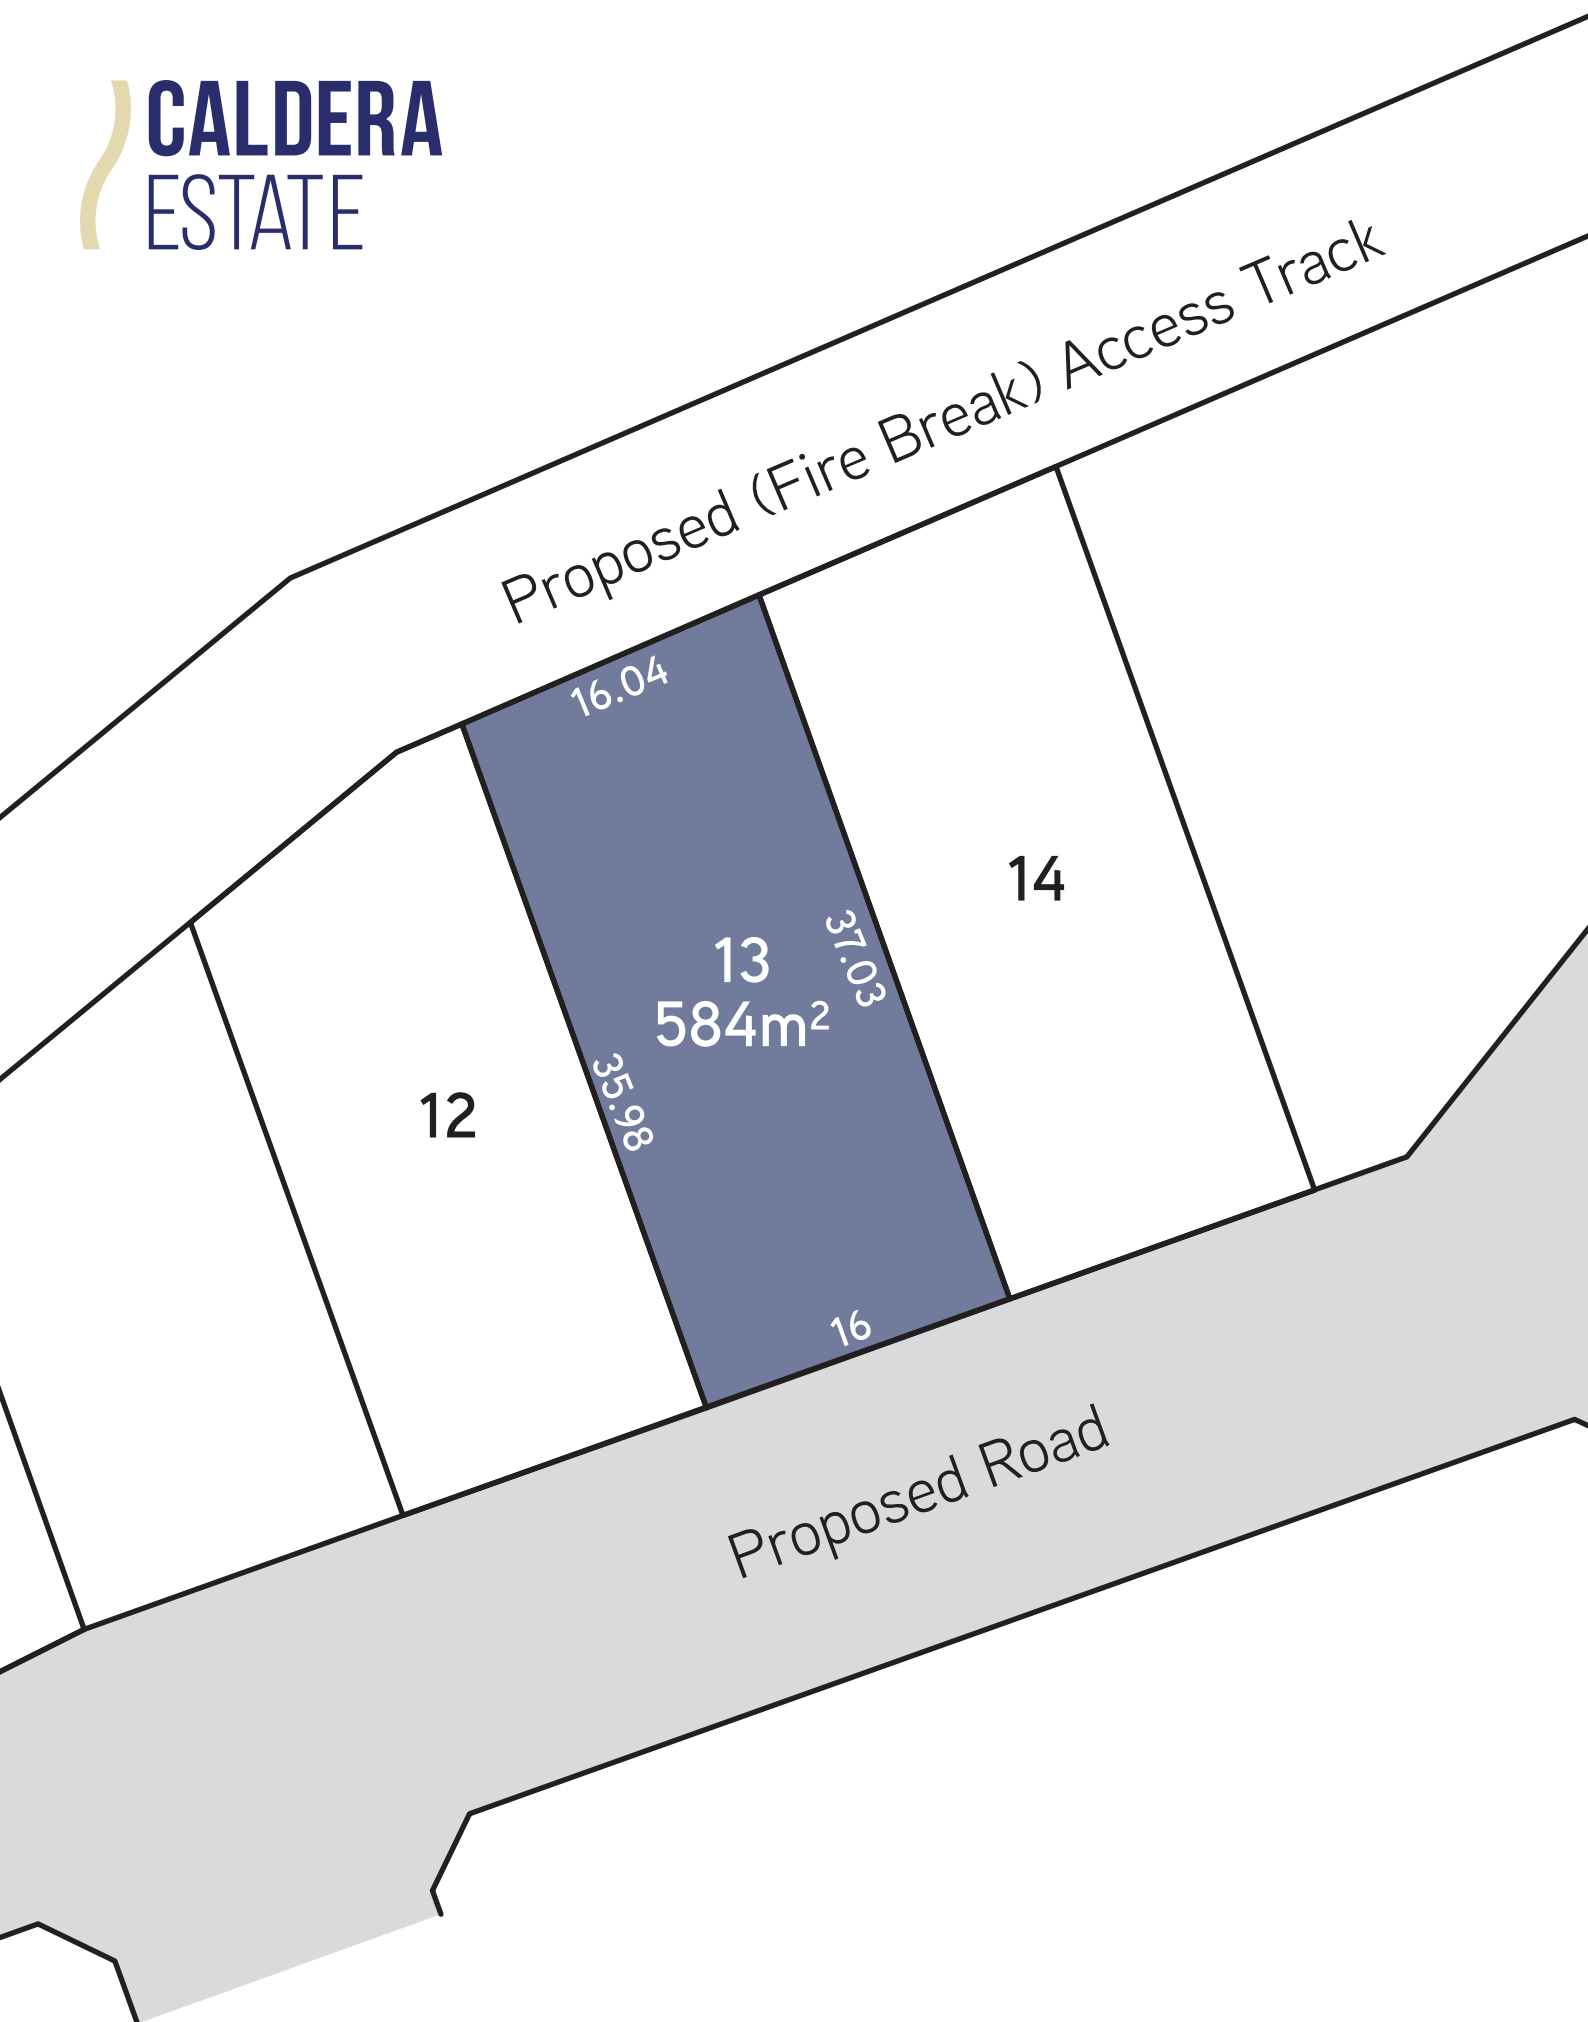 CALDERA
ESTATE
Proposed (Fire Break) Access Track
16.04
14
13
584m²
37.03
35.98
12
16
Proposed Road